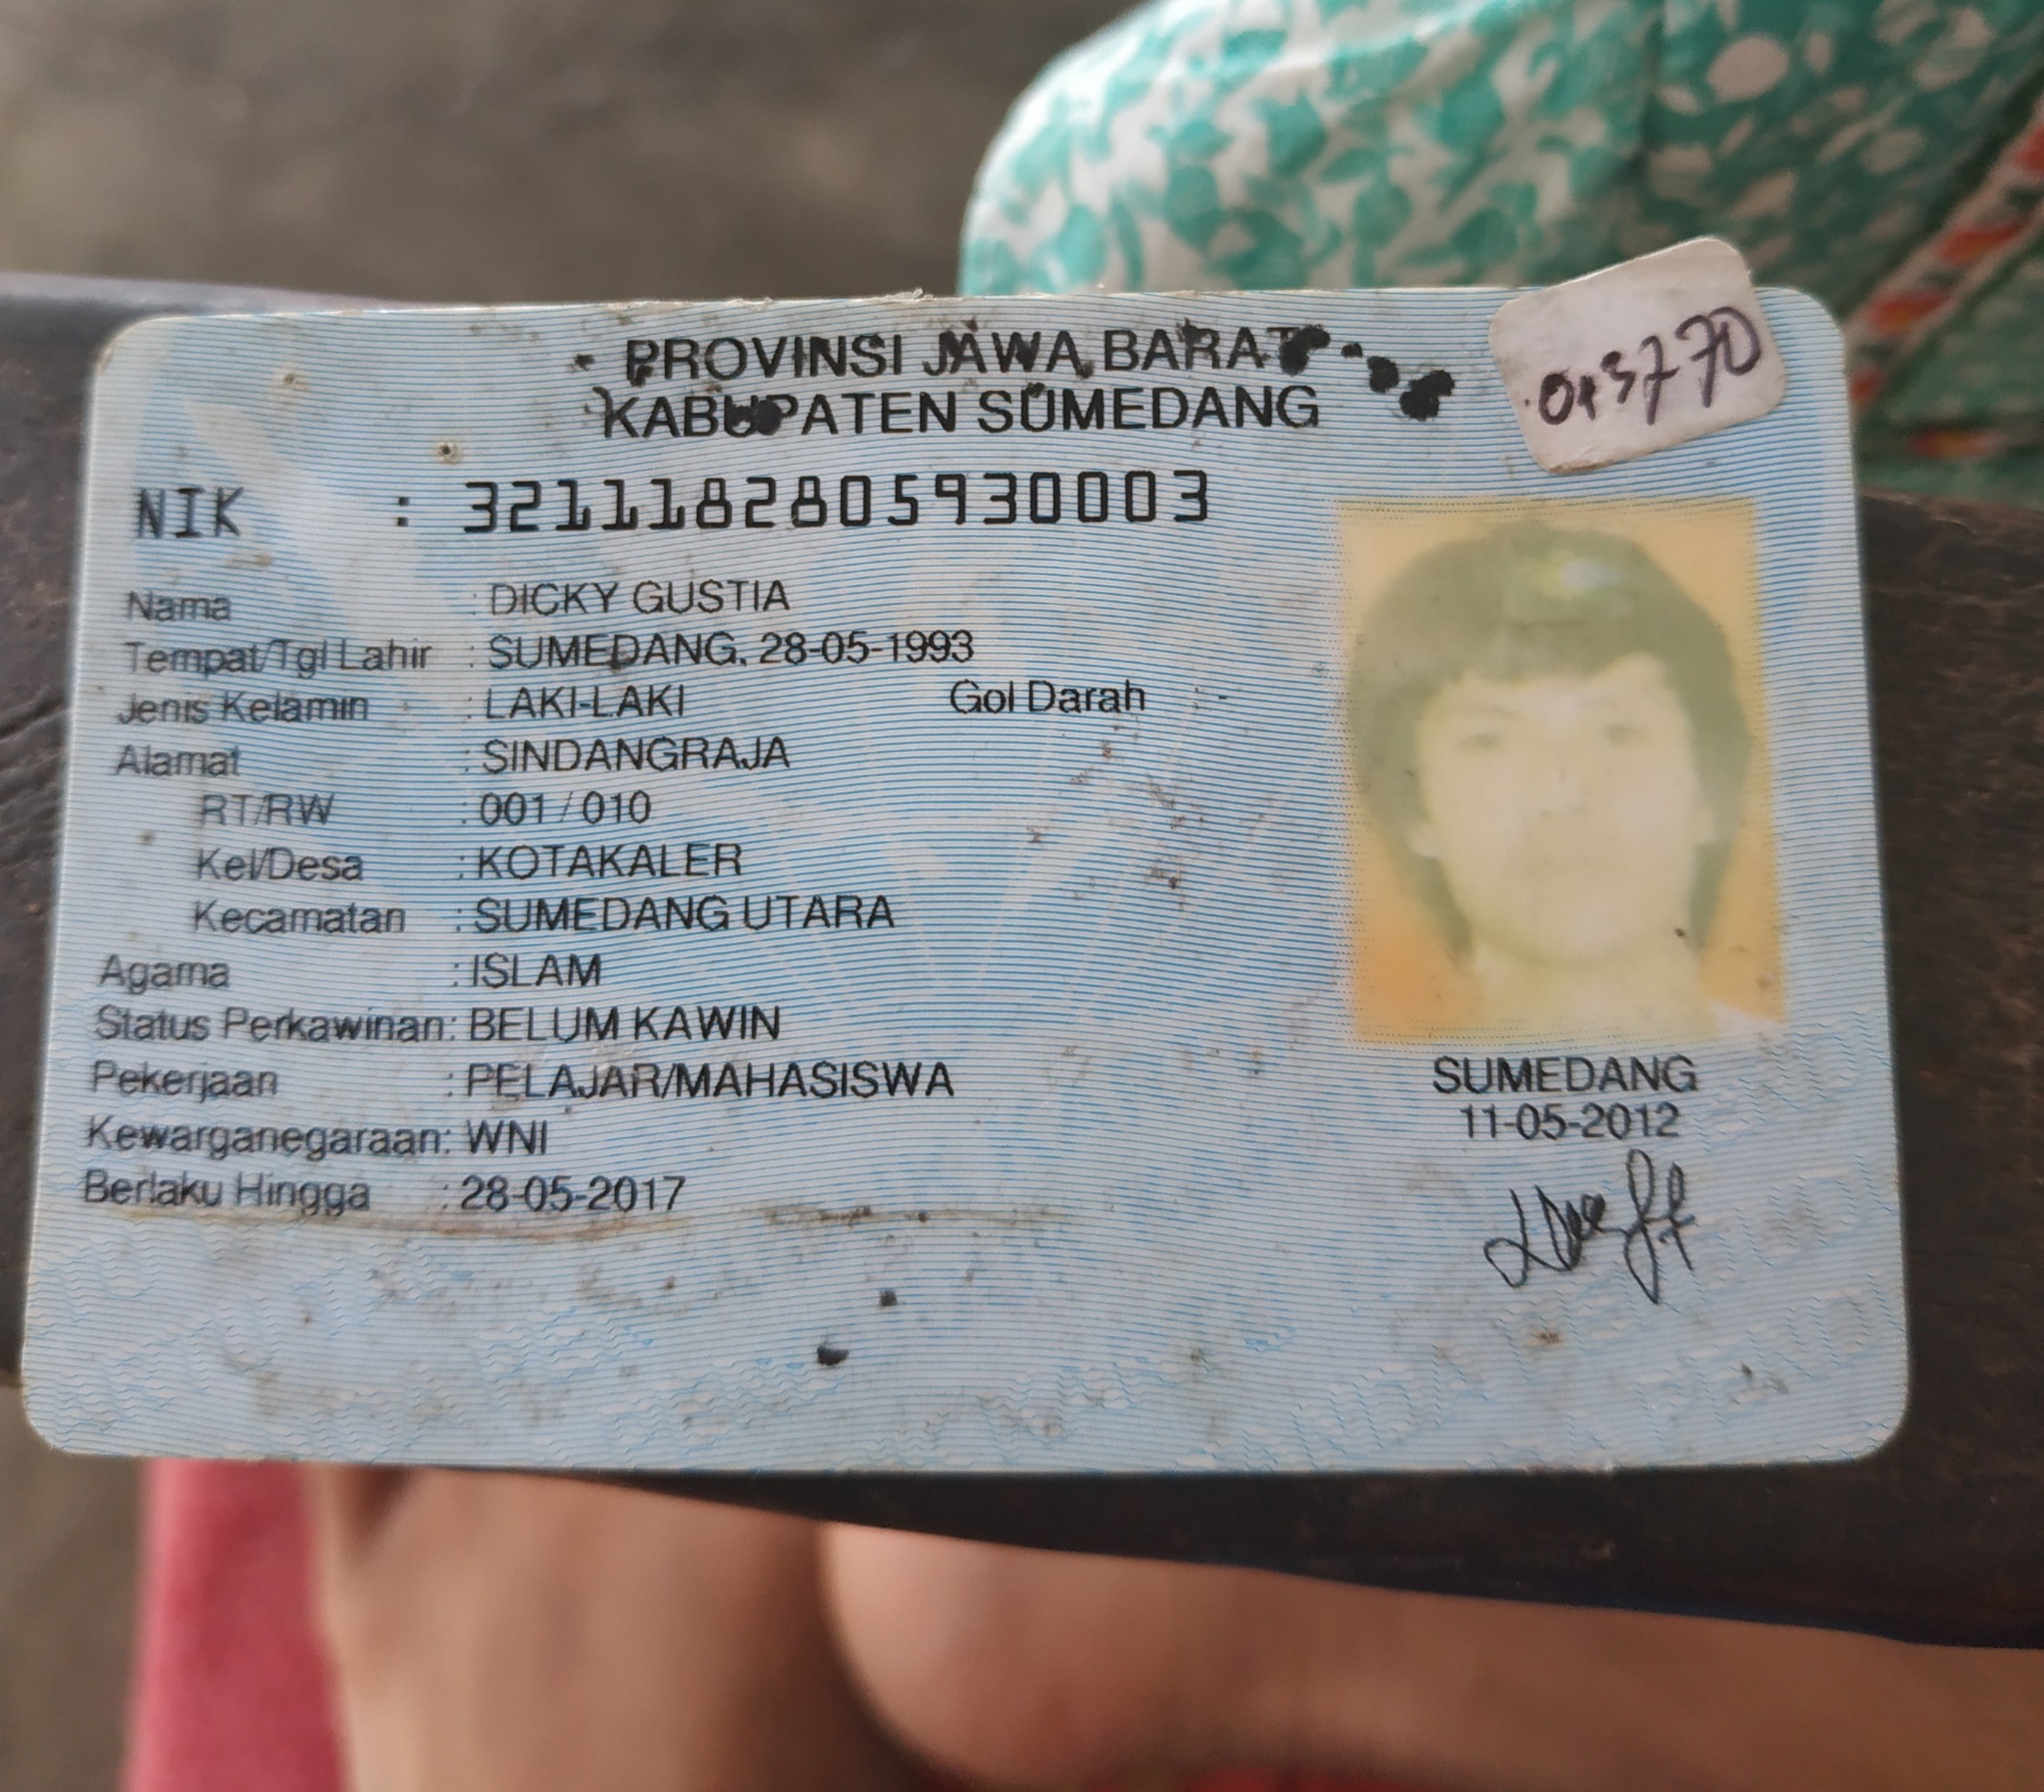 PROVINSI JAWA BARAT
KABUPATEN SUMEDANG
NIK : 3211182805930003
Nama : DICKY GUSTIA
Tempat/Tgl Lahir : SUMEDANG, 28-05-1993
Jenis Kelamin : LAKI-LAKI Gol Darah : -
Alamat : SINDANGRAJA
RT/RW : 001 / 010
Kel/Desa : KOTAKALER
Kecamatan : SUMEDANG UTARA
Agama : ISLAM
Status Perkawinan: BELUM KAWIN
Pekerjaan : PELAJAR/MAHASISWA
Kewarganegaraan: WNI
Berlaku Hingga : 28-05-2017
SUMEDANG
11-05-2012